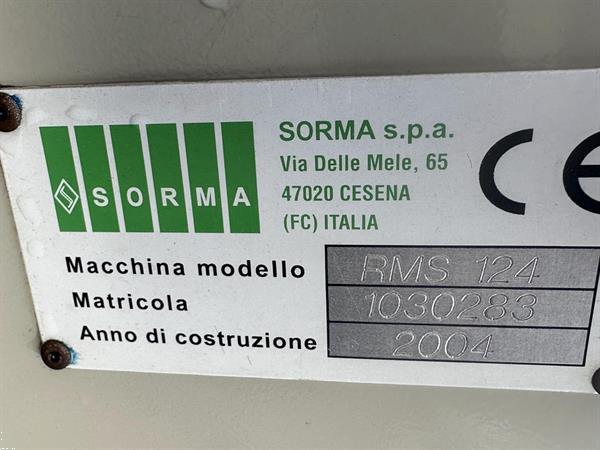 SORMA
SORMA s.p.a.
Via Delle Mele, 65
47020 CESENA
(FC) ITALIA
CE
Macchina modello RMS 124
Matricola 1030283
Anno di costruzione 2004